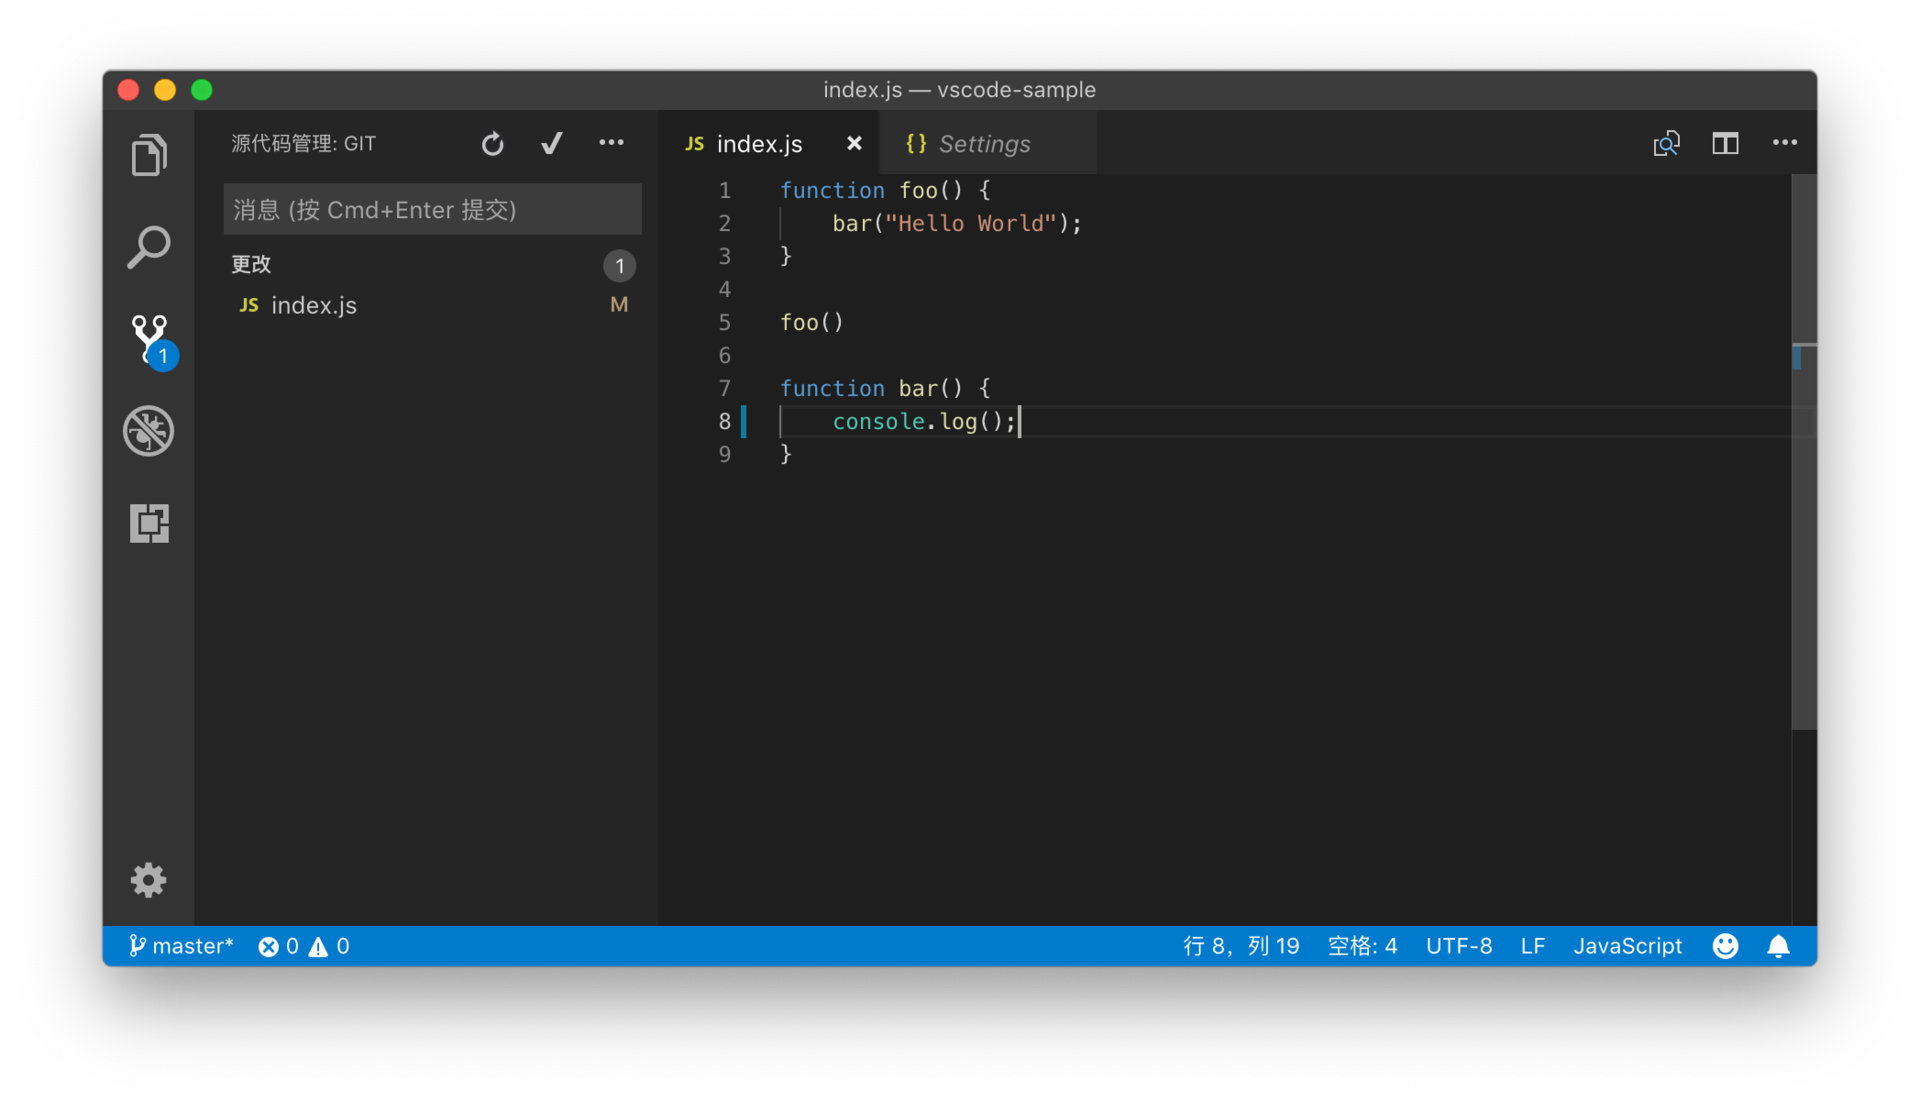 index.js — vscode-sample
源代码管理: GIT
消息 (按 Cmd+Enter 提交)
更改 1
JS index.js M
1
JS index.js
{} Settings
1 function foo() {
2 bar("Hello World");
3 }
4
5 foo()
6
7 function bar() {
8 console.log();
9 }
master* 0 0
行 8，列 19 空格: 4 UTF-8 LF JavaScript